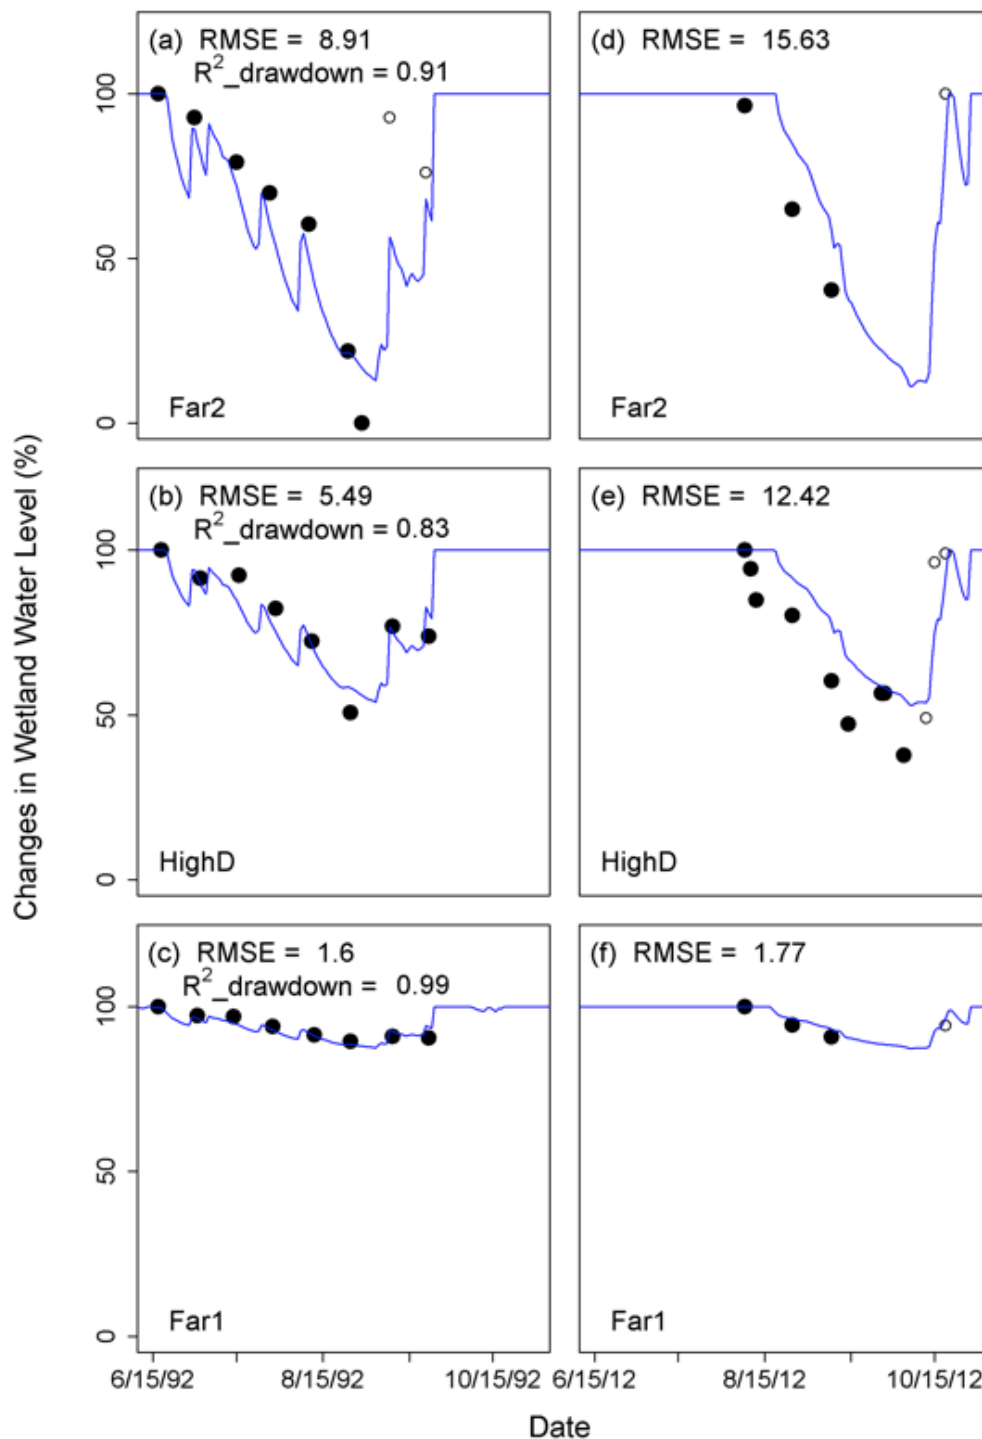 (a) RMSE = 8.91
R²_drawdown = 0.91
(d) RMSE = 15.63
100
50
0
Far2
Far2
(b) RMSE = 5.49
R²_drawdown = 0.83
(e) RMSE = 12.42
100
50
0
HighD
HighD
(c) RMSE = 1.6
R²_drawdown = 0.99
(f) RMSE = 1.77
100
50
0
Far1
Far1
Changes in Wetland Water Level (%)
6/15/92 8/15/92 10/15/92 6/15/12 8/15/12 10/15/12
Date